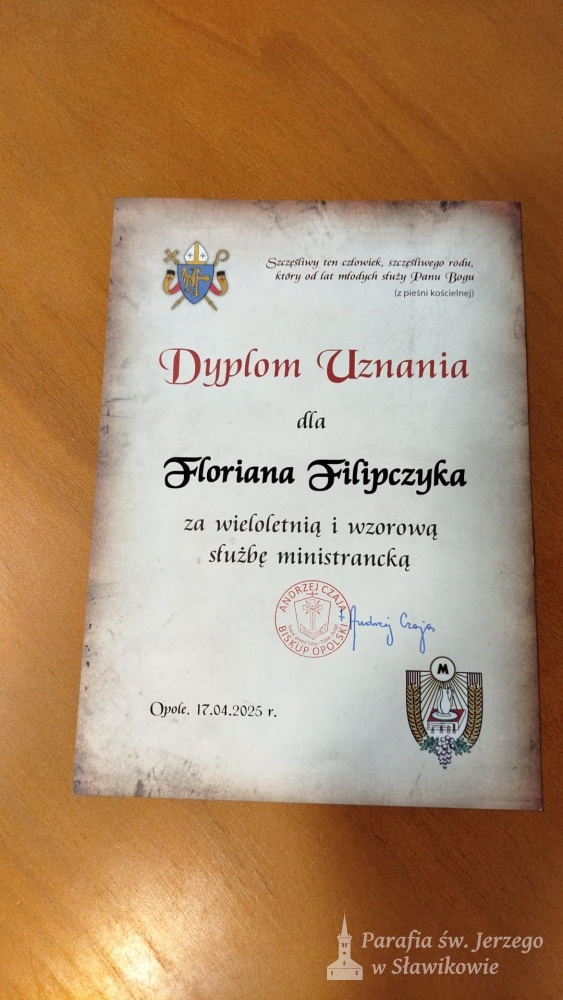 Szczęśliwy ten człowiek, szczęśliwego rodu,
który od lat młodych służy Panu Bogu
(z pieśni kościelnej)
Dyplom Uznania
dla
Floriana Filipczyka
za wieloletnią i wzorową
służbę ministrancką
ANDRZEJ CZAJA
BISKUP OPOLSKI
+ Andrzej Czaja
M
Opole, 17.04.2025 r.
Parafia św. Jerzego
w Sławikowie